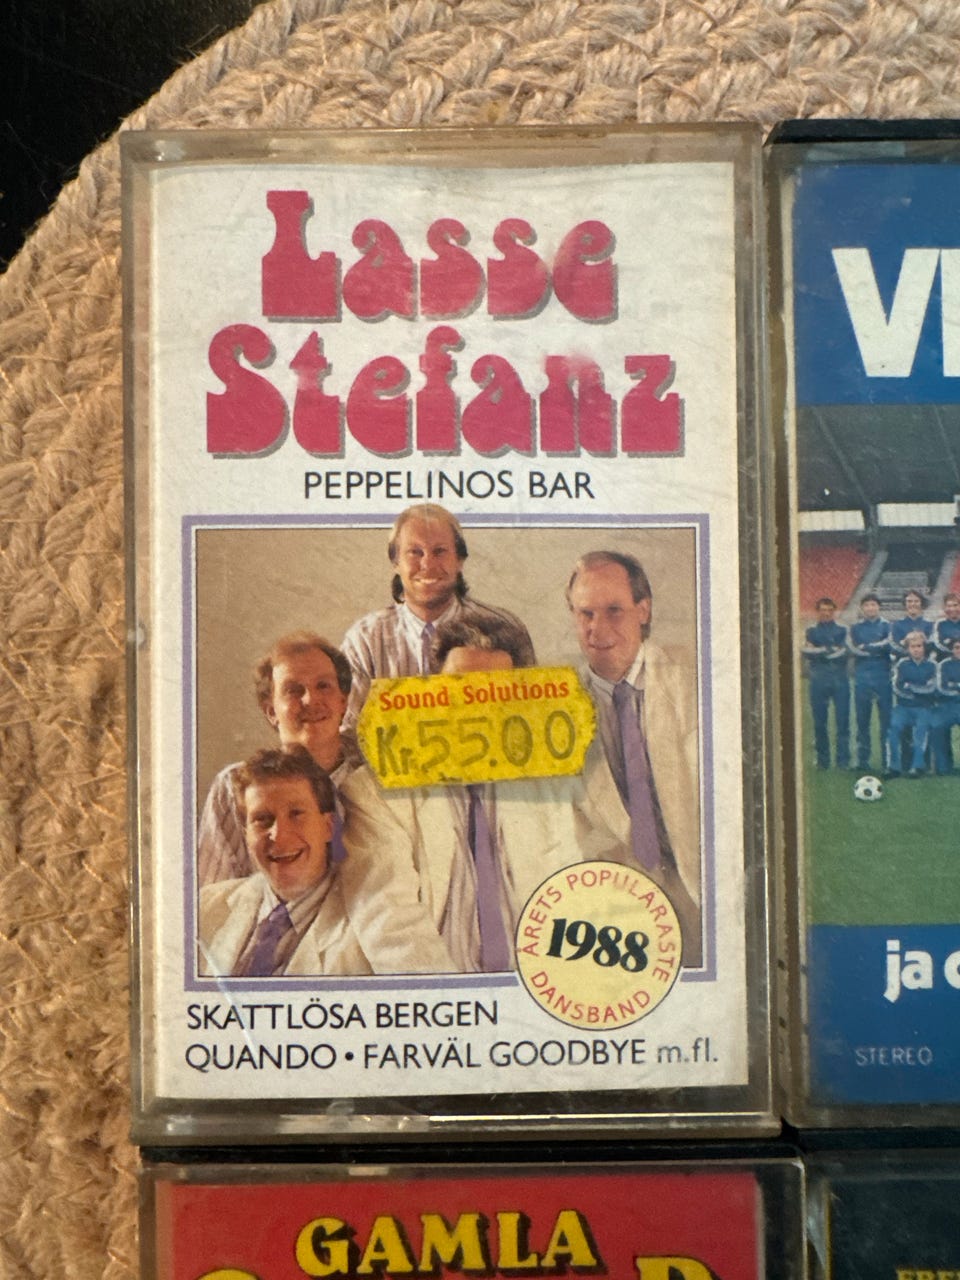 Lasse
Stefanz
PEPPELINOS BAR
Sound Solutions
Kr.55.00
ÅRETS POPULÄRASTE
1988
DANSBAND
SKATTLÖSA BERGEN
QUANDO • FARVÄL GOODBYE m.fl.
ja
STEREO
GAMLA